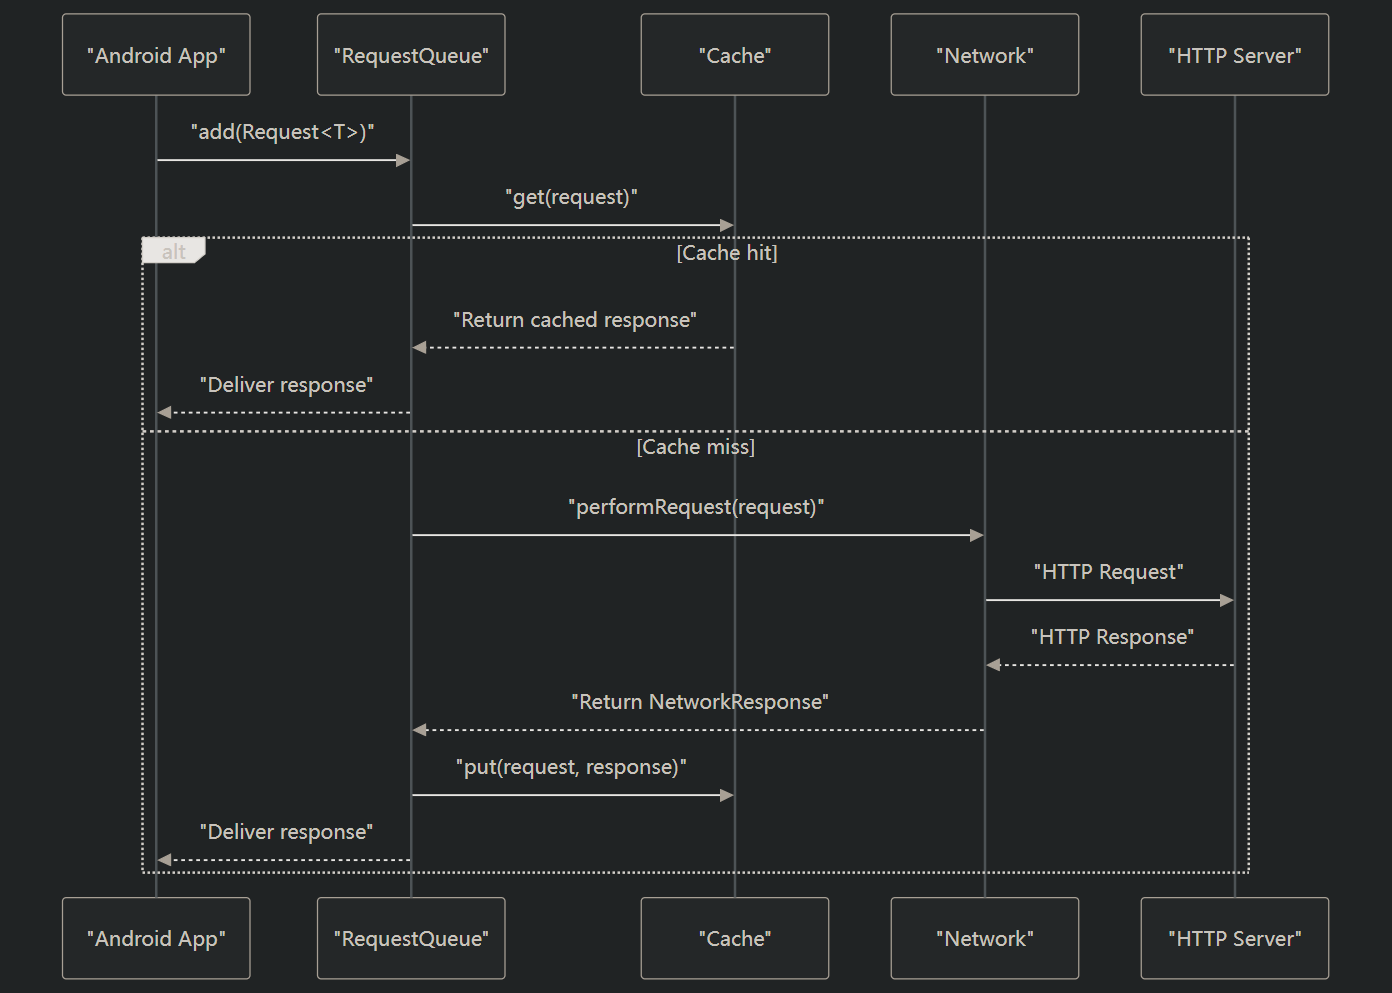 "Android App"
"RequestQueue"
"Cache"
"Network"
"HTTP Server"
"add(Request<T>)"
"get(request)"
alt
[Cache hit]
"Return cached response"
"Deliver response"
[Cache miss]
"performRequest(request)"
"HTTP Request"
"HTTP Response"
"Return NetworkResponse"
"put(request, response)"
"Deliver response"
"Android App"
"RequestQueue"
"Cache"
"Network"
"HTTP Server"